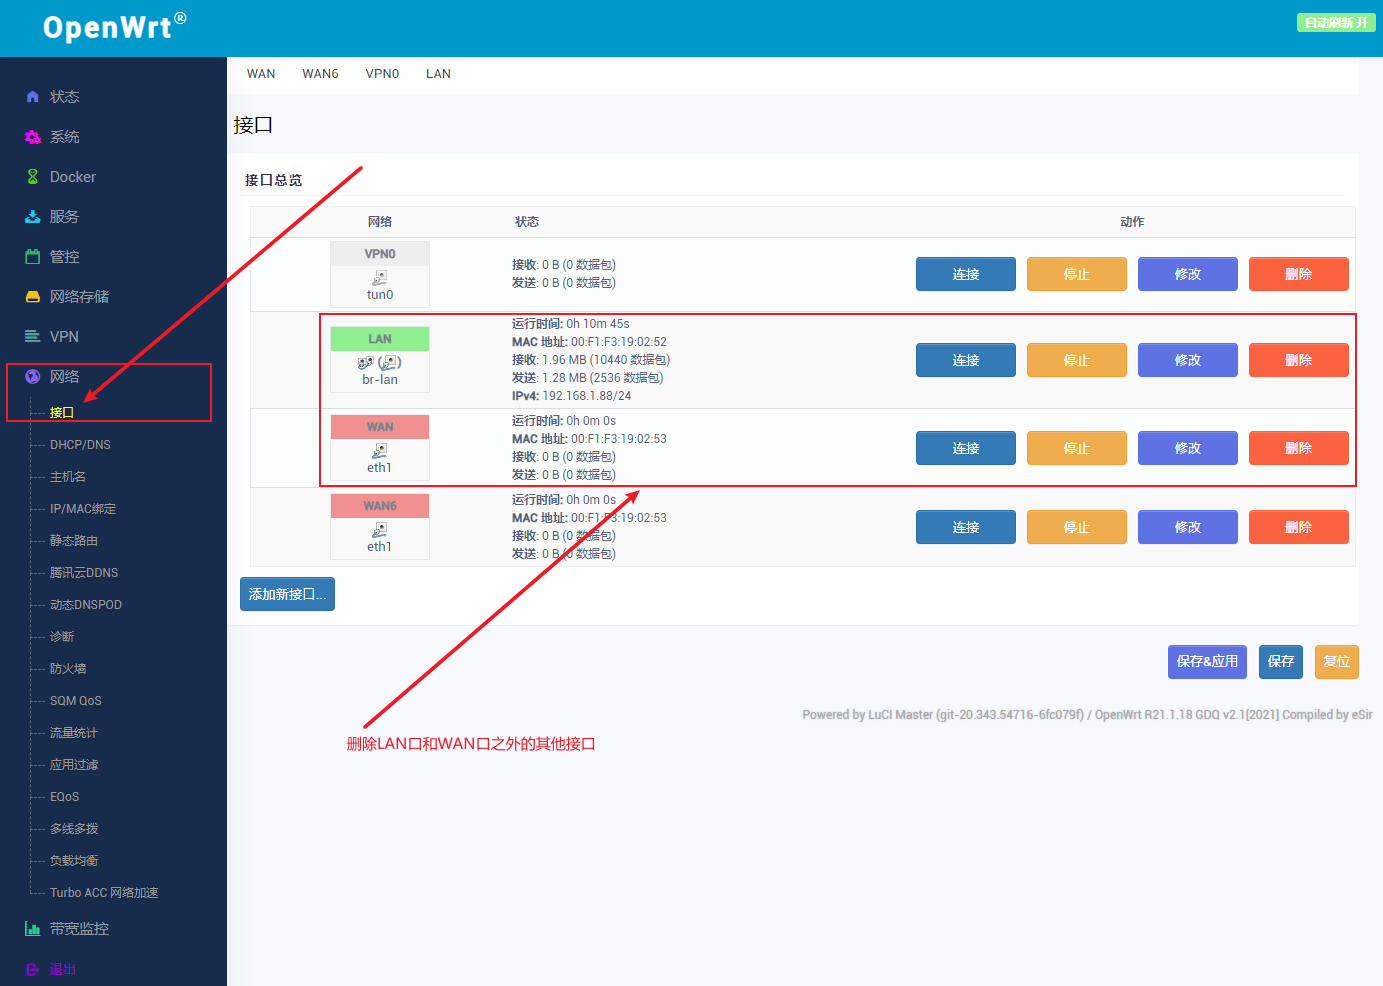 OpenWrt®
自动刷新 开
状态
系统
Docker
服务
管控
网络存储
VPN
网络
接口
DHCP/DNS
主机名
IP/MAC绑定
静态路由
腾讯云DDNS
动态DNSPOD
诊断
防火墙
SQM QoS
流量统计
应用过滤
EQoS
多线多拨
负载均衡
Turbo ACC 网络加速
带宽监控
退出
WAN WAN6 VPN0 LAN
接口
接口总览
网络 状态 动作
VPN0
tun0
接收: 0 B (0 数据包)
发送: 0 B (0 数据包)
连接 停止 修改 删除
LAN
( )
br-lan
运行时间: 0h 10m 45s
MAC 地址: 00:F1:F3:19:02:52
接收: 1.96 MB (10440 数据包)
发送: 1.28 MB (2536 数据包)
IPv4: 192.168.1.88/24
连接 停止 修改 删除
WAN
eth1
运行时间: 0h 0m 0s
MAC 地址: 00:F1:F3:19:02:53
接收: 0 B (0 数据包)
发送: 0 B (0 数据包)
连接 停止 修改 删除
WAN6
eth1
运行时间: 0h 0m 0s
MAC 地址: 00:F1:F3:19:02:53
接收: 0 B (0 数据包)
发送: 0 B (0 数据包)
连接 停止 修改 删除
添加新接口...
保存&应用 保存 复位
Powered by LuCI Master (git-20.343.54716-6fc079f) / OpenWrt R21.1.18 GDQ v2.1[2021] Compiled by eSir
删除LAN口和WAN口之外的其他接口